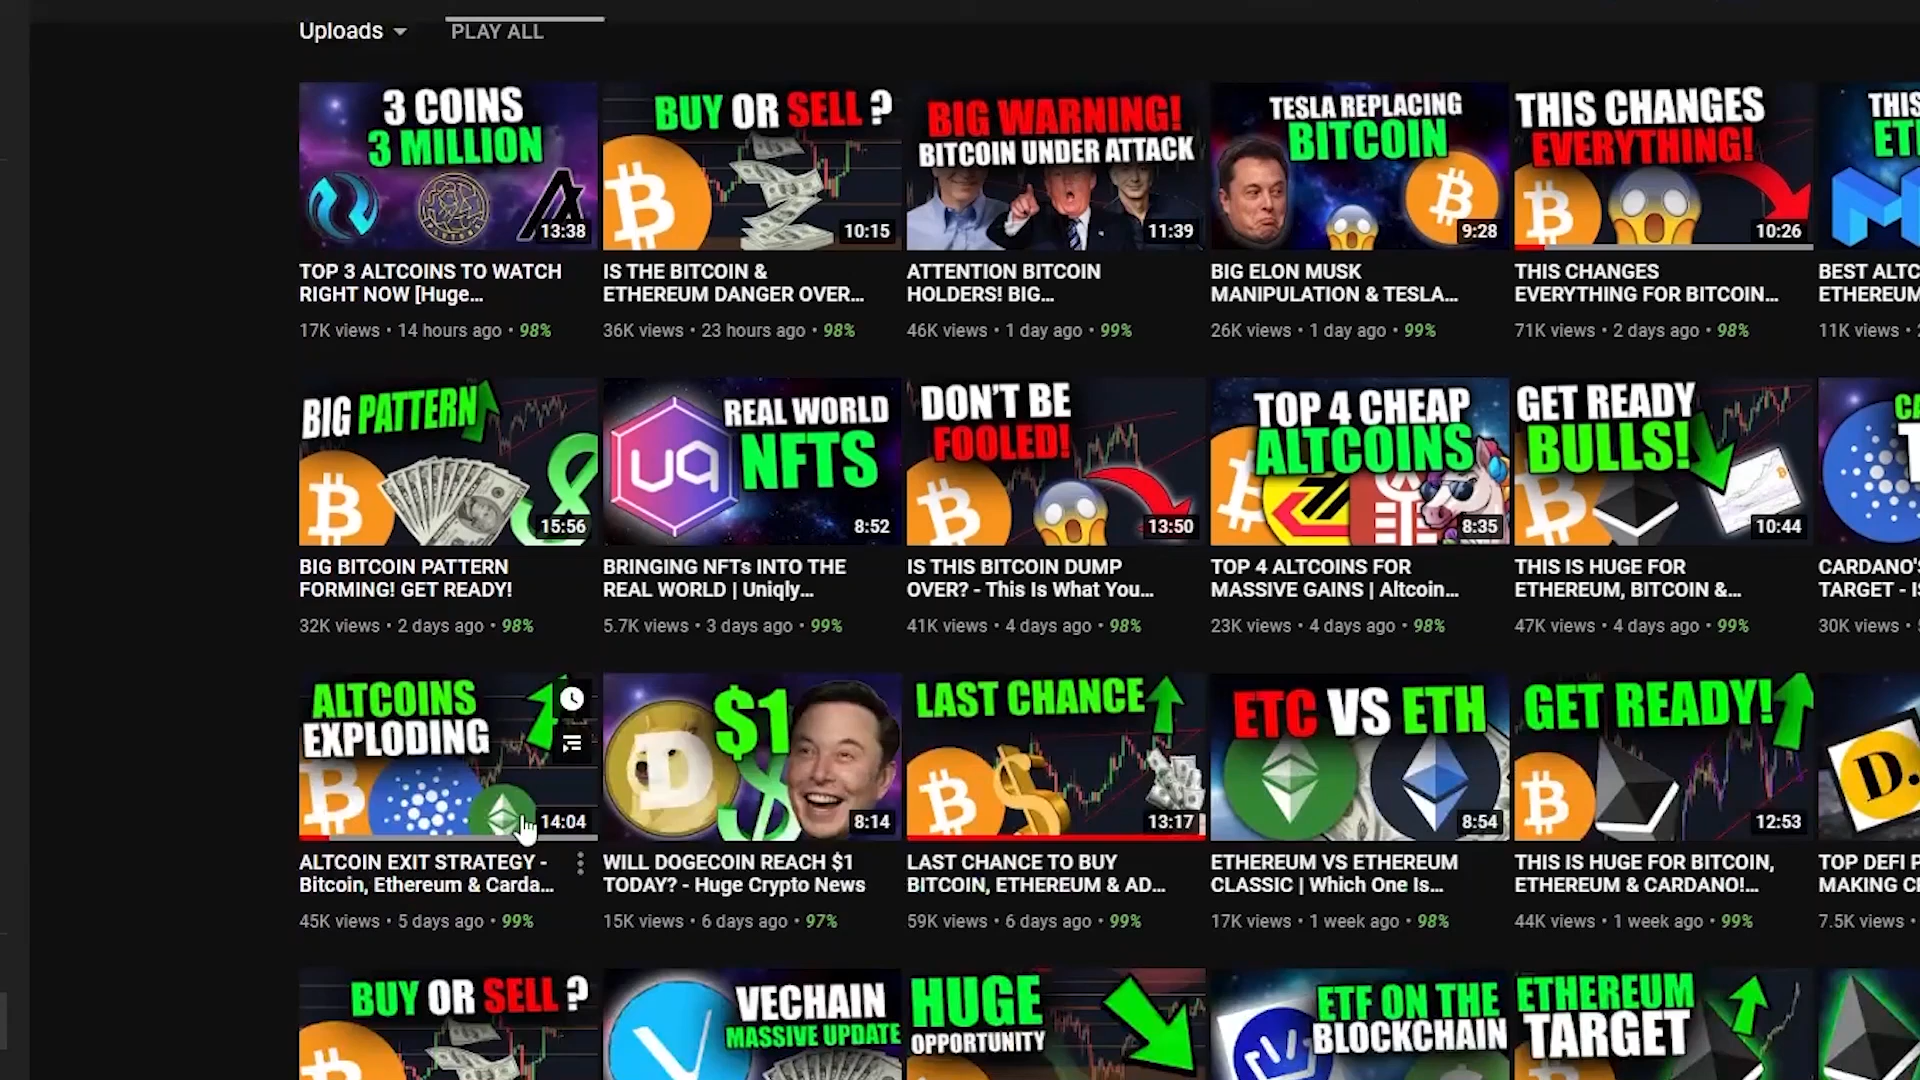 Uploads PLAY ALL
3 COINS
3 MILLION
13:38
BUY OR SELL ?
10:15
BIG WARNING!
BITCOIN UNDER ATTACK
11:39
TESLA REPLACING
BITCOIN
9:28
THIS CHANGES
EVERYTHING!
10:26
THIS
TOP 3 ALTCOINS TO WATCH
RIGHT NOW [Huge...
17K views • 14 hours ago • 98%
IS THE BITCOIN &
ETHEREUM DANGER OVER...
36K views • 23 hours ago • 98%
ATTENTION BITCOIN
HOLDERS! BIG...
46K views • 1 day ago • 99%
BIG ELON MUSK
MANIPULATION & TESLA...
26K views • 1 day ago • 99%
THIS CHANGES
EVERYTHING FOR BITCOIN...
71K views • 2 days ago • 98%
BEST ALTC
ETHEREUM
11K views •
BIG PATTERN
15:56
REAL WORLD
NFTS
8:52
DON'T BE
FOOLED!
13:50
TOP 4 CHEAP
ALTCOINS
8:35
GET READY
BULLS!
10:44
BIG BITCOIN PATTERN
FORMING! GET READY!
32K views • 2 days ago • 98%
BRINGING NFTs INTO THE
REAL WORLD | Uniqly...
5.7K views • 3 days ago • 99%
IS THIS BITCOIN DUMP
OVER? - This Is What You...
41K views • 4 days ago • 98%
TOP 4 ALTCOINS FOR
MASSIVE GAINS | Altcoin...
23K views • 4 days ago • 98%
THIS IS HUGE FOR
ETHEREUM, BITCOIN &...
47K views • 4 days ago • 99%
CARDANO'S
TARGET - IS
30K views •
ALTCOINS
EXPLODING
14:04
$1
8:14
LAST CHANCE
13:17
ETC VS ETH
8:54
GET READY!
12:53
D.
ALTCOIN EXIT STRATEGY -
Bitcoin, Ethereum & Carda...
45K views • 5 days ago • 99%
WILL DOGECOIN REACH $1
TODAY? - Huge Crypto News
15K views • 6 days ago • 97%
LAST CHANCE TO BUY
BITCOIN, ETHEREUM & AD...
59K views • 6 days ago • 99%
ETHEREUM VS ETHEREUM
CLASSIC | Which One Is...
17K views • 1 week ago • 98%
THIS IS HUGE FOR BITCOIN,
ETHEREUM & CARDANO!...
44K views • 1 week ago • 99%
TOP DEFI P
MAKING C
7.5K views •
BUY OR SELL ?
VECHAIN
MASSIVE UPDATE
HUGE
OPPORTUNITY
ETF ON THE
BLOCKCHAIN
ETHEREUM
TARGET